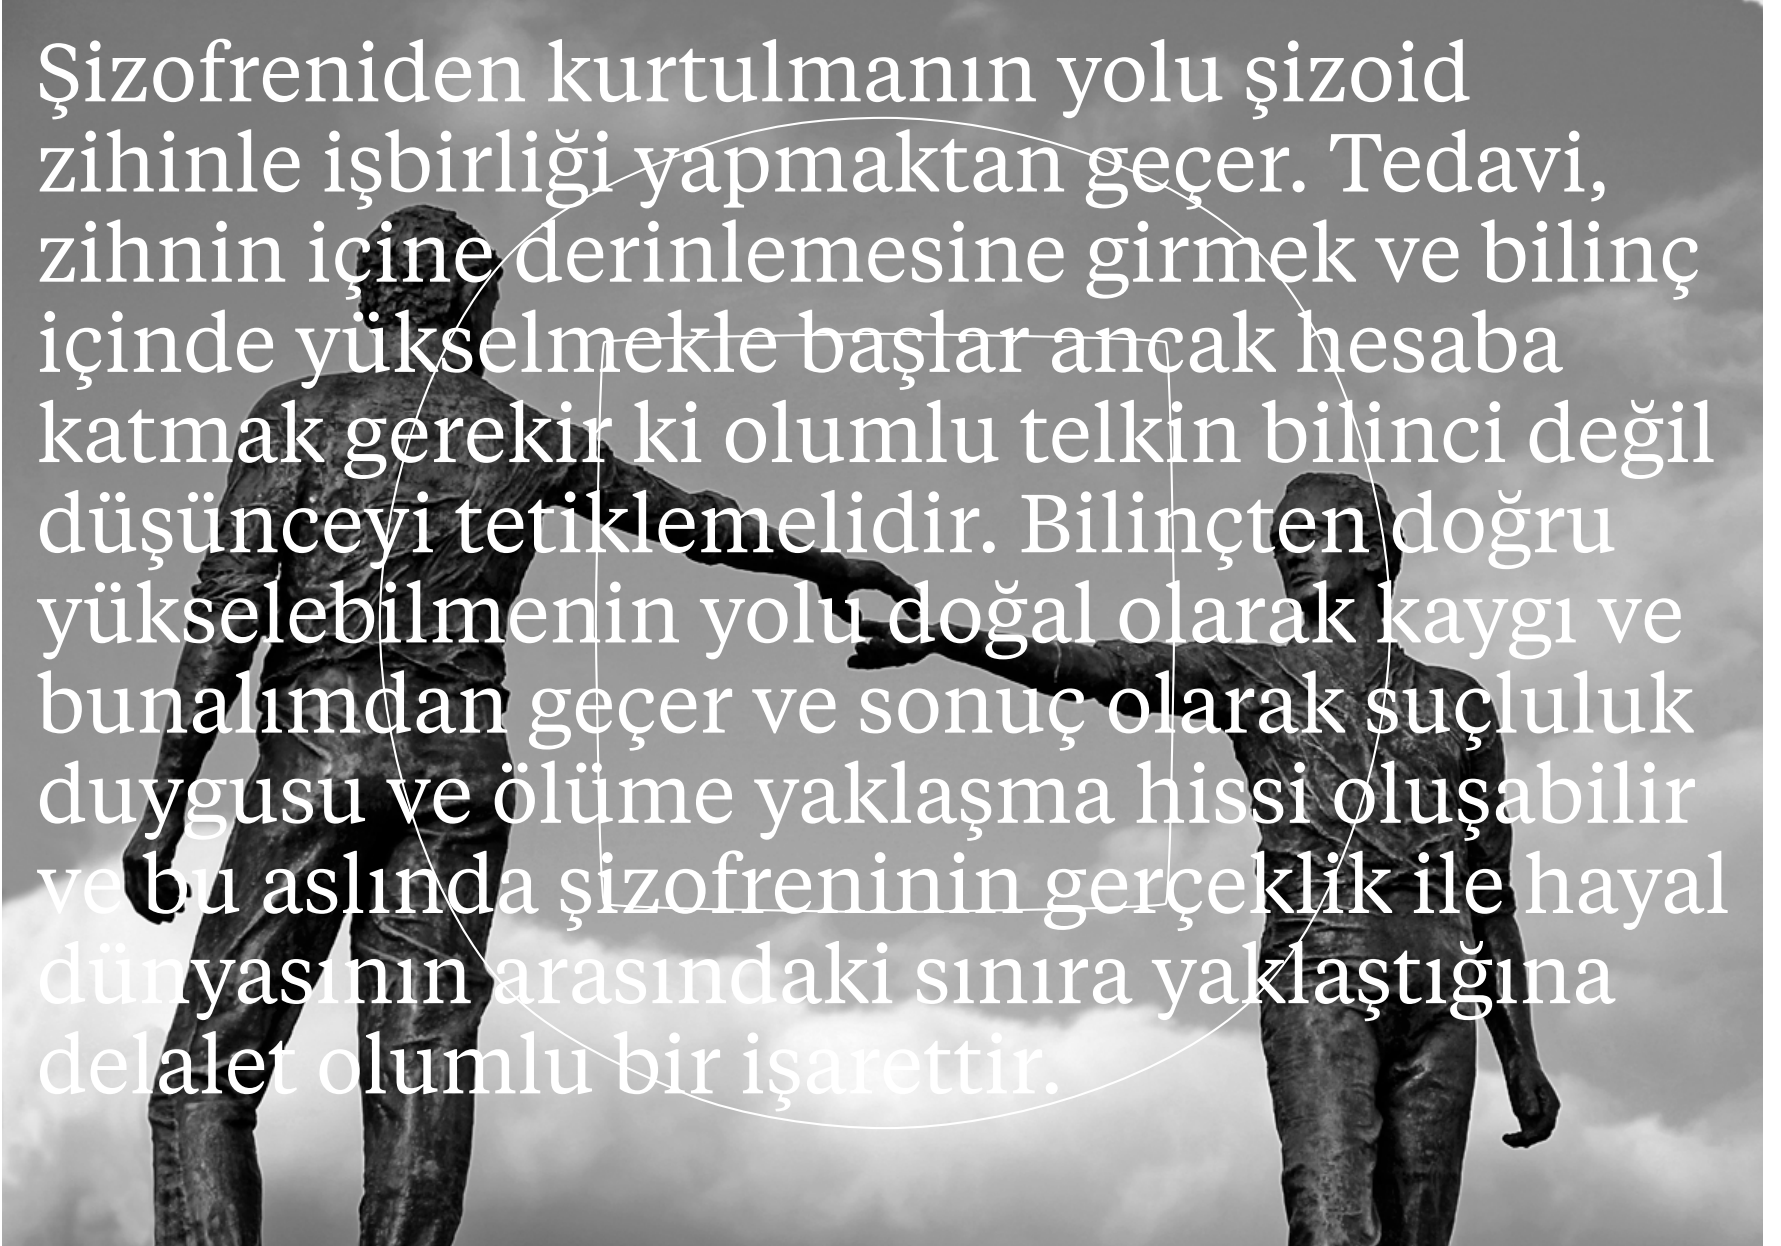 Şizofreniden kurtulmanın yolu şizoid
zihinle işbirliği yapmaktan geçer. Tedavi,
zihnin içine derinlemesine girmek ve bilinç
içinde yükselmekle başlar ancak hesaba
katmak gerekir ki olumlu telkin bilinci değil
düşünceyi tetiklemelidir. Bilinçten doğru
yükselebilmenin yolu doğal olarak kaygı ve
bunalımdan geçer ve sonuç olarak suçluluk
duygusu ve ölüme yaklaşma hissi oluşabilir
ve bu aslında şizofreninin gerçeklik ile hayal
dünyasının arasındaki sınıra yaklaştığına
delalet olumlu bir işarettir.